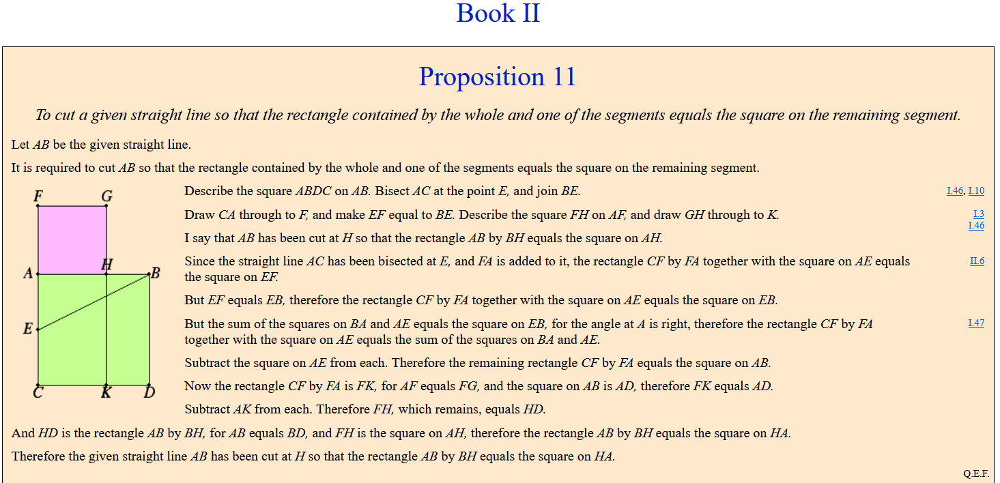 Book II
Proposition 11
To cut a given straight line so that the rectangle contained by the whole and one of the segments equals the square on the remaining segment.
Let AB be the given straight line.
It is required to cut AB so that the rectangle contained by the whole and one of the segments equals the square on the remaining segment.
F G
A H B
E
C K D
Describe the square ABDC on AB. Bisect AC at the point E, and join BE. I.46, I.10
Draw CA through to F, and make EF equal to BE. Describe the square FH on AF, and draw GH through to K. I.3
I.46
I say that AB has been cut at H so that the rectangle AB by BH equals the square on AH.
Since the straight line AC has been bisected at E, and FA is added to it, the rectangle CF by FA together with the square on AE equals II.6
the square on EF.
But EF equals EB, therefore the rectangle CF by FA together with the square on AE equals the square on EB.
But the sum of the squares on BA and AE equals the square on EB, for the angle at A is right, therefore the rectangle CF by FA I.47
together with the square on AE equals the sum of the squares on BA and AE.
Subtract the square on AE from each. Therefore the remaining rectangle CF by FA equals the square on AB.
Now the rectangle CF by FA is FK, for AF equals FG, and the square on AB is AD, therefore FK equals AD.
Subtract AK from each. Therefore FH, which remains, equals HD.
And HD is the rectangle AB by BH, for AB equals BD, and FH is the square on AH, therefore the rectangle AB by BH equals the square on HA.
Therefore the given straight line AB has been cut at H so that the rectangle AB by BH equals the square on HA.
Q.E.F.